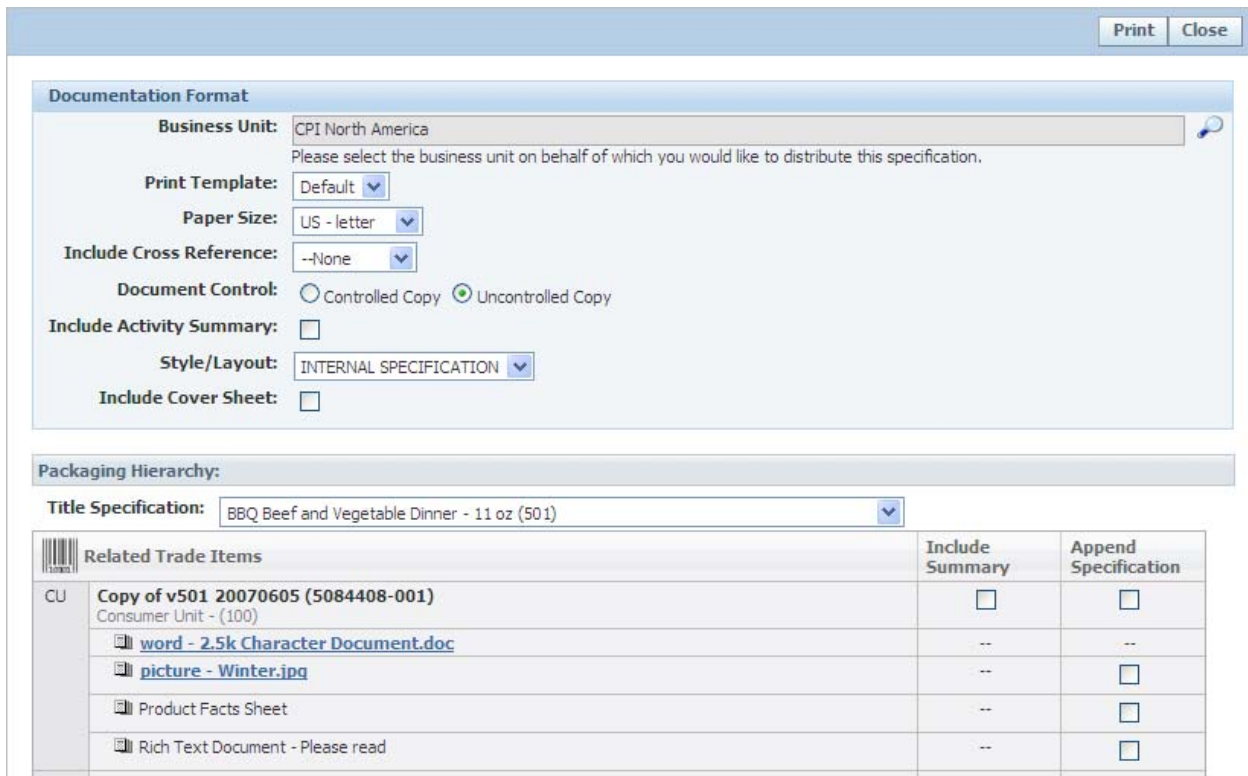 Print Close
Documentation Format
Business Unit: CPI North America
Please select the business unit on behalf of which you would like to distribute this specification.
Print Template: Default
Paper Size: US - letter
Include Cross Reference: --None
Document Control: Controlled Copy Uncontrolled Copy
Include Activity Summary:
Style/Layout: INTERNAL SPECIFICATION
Include Cover Sheet:
Packaging Hierarchy:
Title Specification: BBQ Beef and Vegetable Dinner - 11 oz (501)
Related Trade Items Include Summary Append Specification
CU Copy of v501 20070605 (5084408-001)
Consumer Unit - (100)
word - 2.5k Character Document.doc -- --
picture - Winter.jpg --
Product Facts Sheet --
Rich Text Document - Please read --